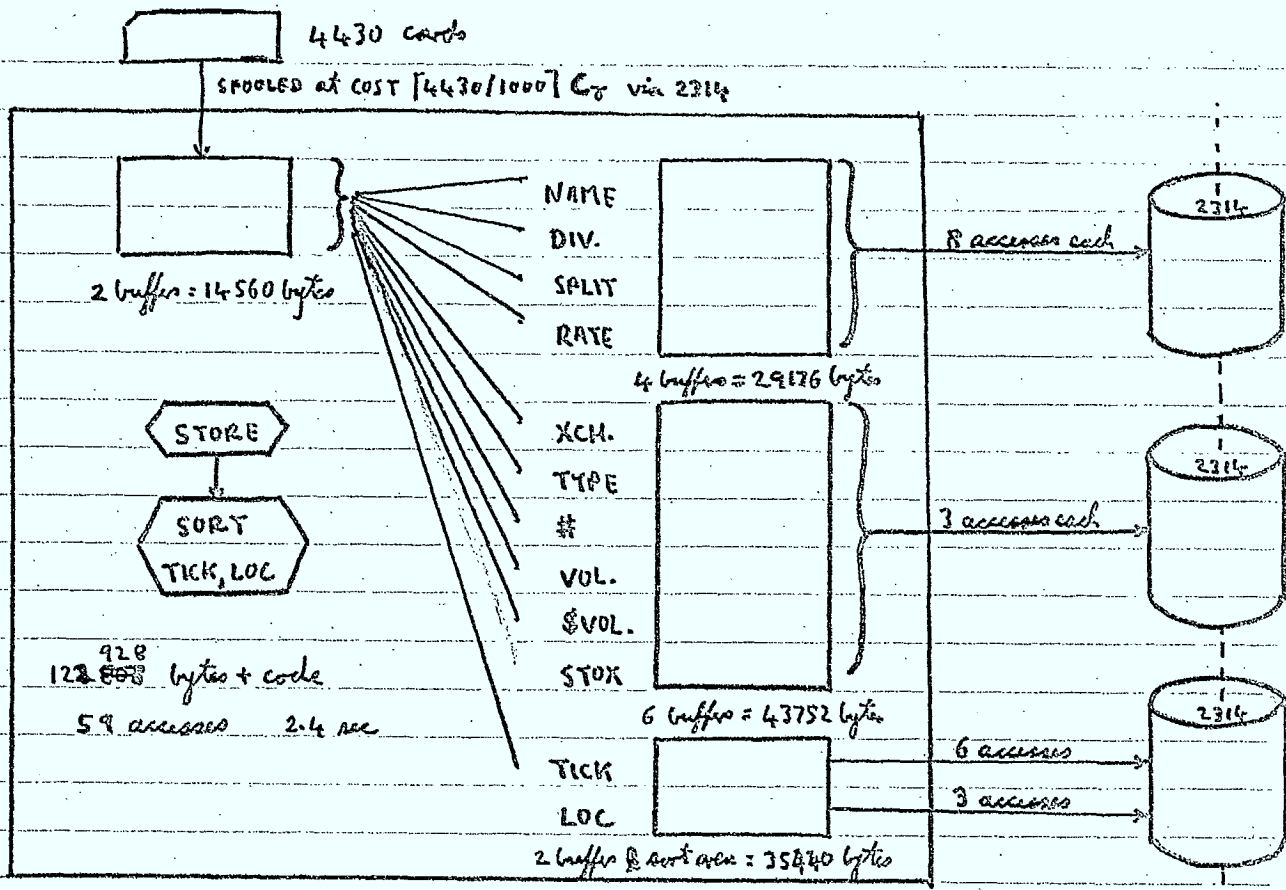 4430 cards
SPOOLED at COST ⌈4430/1000⌉ via 2314
2 buffers = 14560 bytes
NAME
DIV.
SPLIT
RATE
8 accesses each
2314
4 buffers = 29176 bytes
STORE
SORT
TICK, LOC
XCH.
TYPE
#
VOL.
$VOL.
STOX
3 accesses each
2314
6 buffers = 43752 bytes
928
122 bytes + code
59 accesses 2.4 sec
TICK
LOC
6 accesses
3 accesses
2314
2 buffers & sort area = 35440 bytes